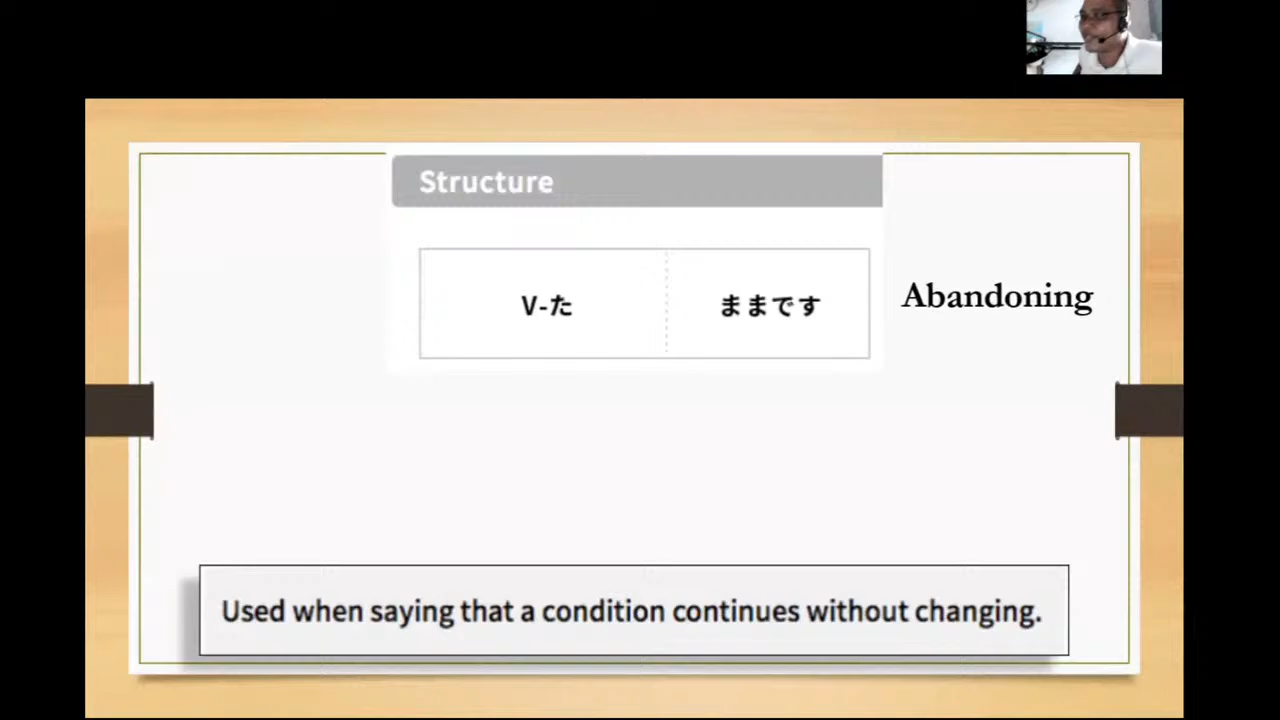 Structure
V-た ままです
Abandoning
Used when saying that a condition continues without changing.